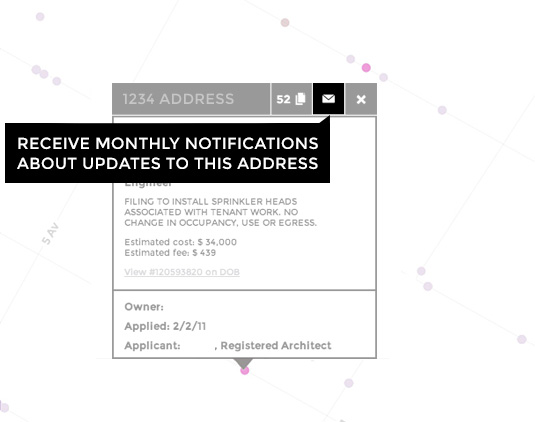 1234 ADDRESS 52
RECEIVE MONTHLY NOTIFICATIONS
ABOUT UPDATES TO THIS ADDRESS
Engineer
FILING TO INSTALL SPRINKLER HEADS
ASSOCIATED WITH TENANT WORK. NO
CHANGE IN OCCUPANCY, USE OR EGRESS.
Estimated cost: $ 34,000
Estimated fee: $ 439
View #120593820 on DOB
5 AV
Owner:
Applied: 2/2/11
Applicant: , Registered Architect